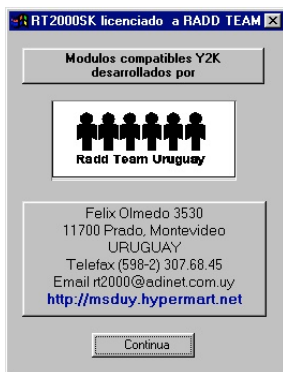 RT2000SK licenciado a RADD TEAM
Modulos compatibles Y2K
desarrollados por
Radd Team Uruguay
Felix Olmedo 3530
11700 Prado, Montevideo
URUGUAY
Telefax (598-2) 307.68.45
Email rt2000@adinet.com.uy
http://msduy.hypermart.net
Continua